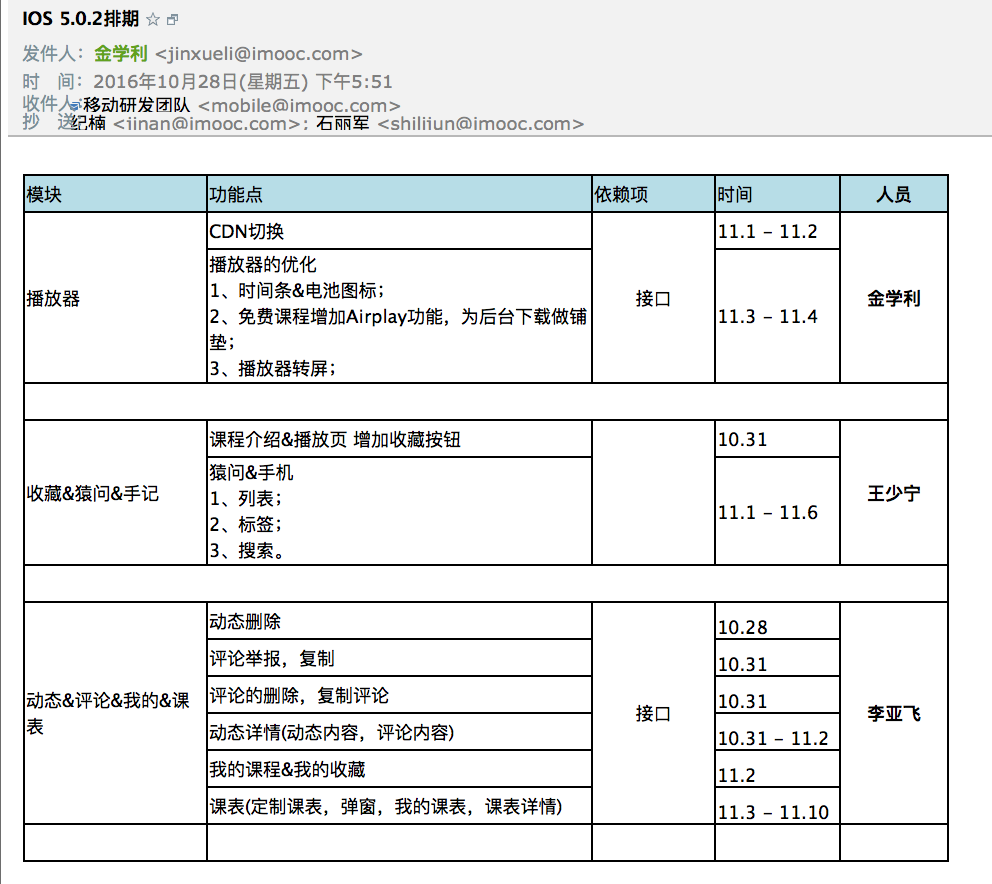 IOS 5.0.2排期
发件人：金学利 <jinxueli@imooc.com>
时 间：2016年10月28日(星期五) 下午5:51
收件人：移动研发团队 <mobile@imooc.com>
抄 送：纪楠 <jinan@imooc.com>; 石丽军 <shilijun@imooc.com>
模块 功能点 依赖项 时间 人员
播放器
CDN切换
11.1 – 11.2
播放器的优化
1、时间条&电池图标；
2、免费课程增加Airplay功能，为后台下载做铺
垫；
3、播放器转屏；
接口
11.3 – 11.4
金学利
收藏&猿问&手记
课程介绍&播放页 增加收藏按钮
10.31
猿问&手机
1、列表；
2、标签；
3、搜索。
11.1 – 11.6
王少宁
动态&评论&我的&课
表
动态删除
10.28
评论举报，复制
10.31
评论的删除，复制评论
10.31
动态详情(动态内容，评论内容)
10.31 – 11.2
我的课程&我的收藏
11.2
课表(定制课表，弹窗，我的课表，课表详情)
11.3 – 11.10
接口
李亚飞